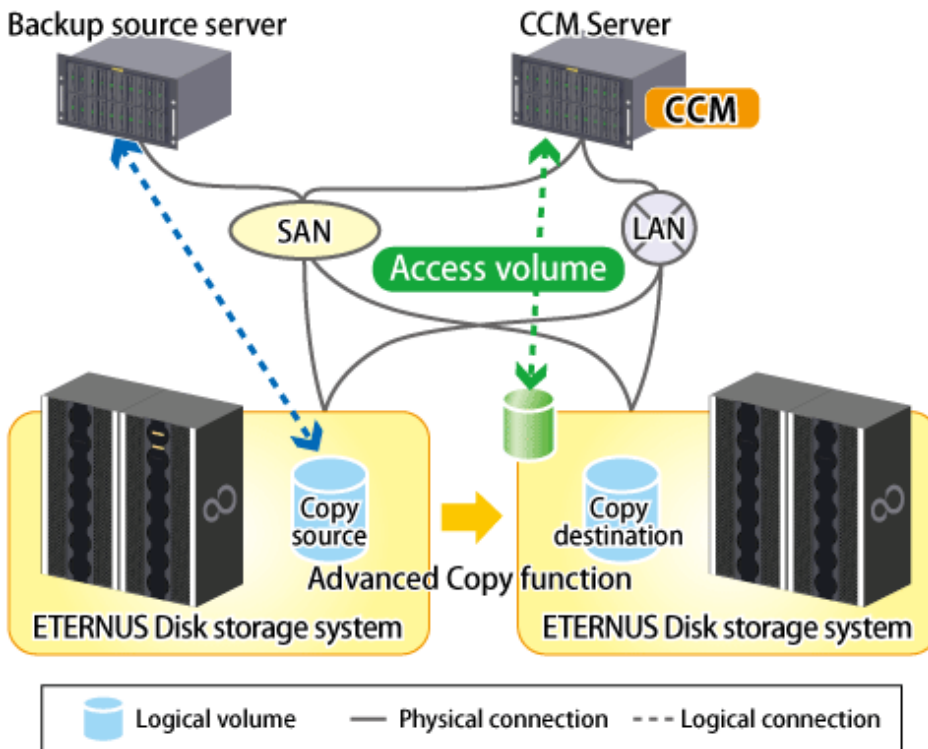 Backup source server
CCM Server
CCM
SAN
LAN
Access volume
Copy
source
Copy
destination
Advanced Copy function
ETERNUS Disk storage system
ETERNUS Disk storage system
Logical volume
Physical connection
Logical connection